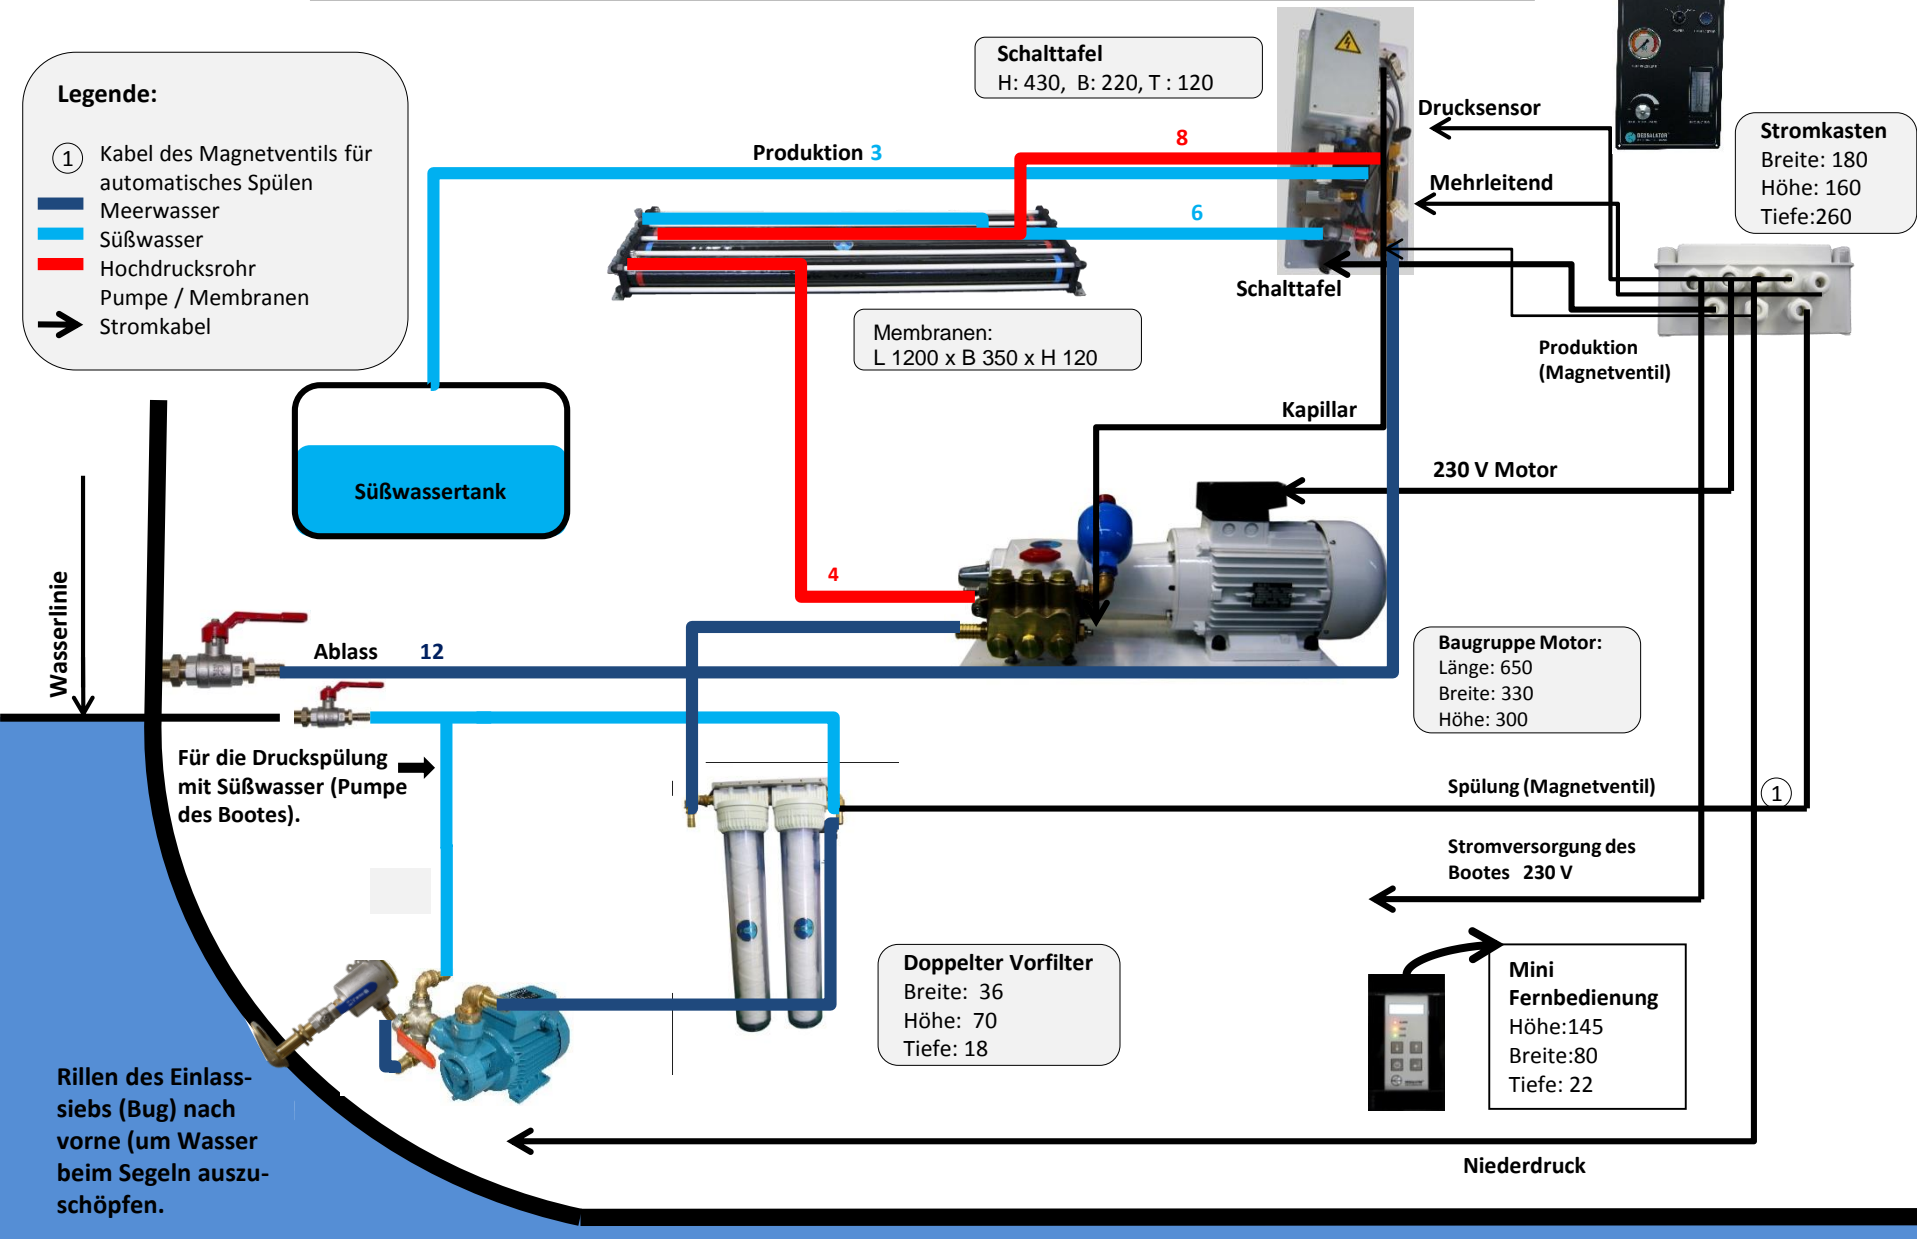 Legende:
1 Kabel des Magnetventils für
automatisches Spülen
Meerwasser
Süßwasser
Hochdrucksrohr
Pumpe / Membranen
Stromkabel
Schalttafel
H: 430, B: 220, T : 120
Drucksensor
Stromkasten
Breite: 180
Höhe: 160
Tiefe:260
Produktion 3
8
Mehrleitend
6
Schalttafel
Membranen:
L 1200 x B 350 x H 120
Produktion
(Magnetventil)
Kapillar
230 V Motor
Süßwassertank
Wasserlinie
4
Ablass 12
Baugruppe Motor:
Länge: 650
Breite: 330
Höhe: 300
Für die Druckspülung
mit Süßwasser (Pumpe
des Bootes).
Spülung (Magnetventil)
1
Stromversorgung des
Bootes 230 V
Doppelter Vorfilter
Breite: 36
Höhe: 70
Tiefe: 18
Mini
Fernbedienung
Höhe:145
Breite:80
Tiefe: 22
Rillen des Einlass-
siebs (Bug) nach
vorne (um Wasser
beim Segeln auszu-
schöpfen.
Niederdruck